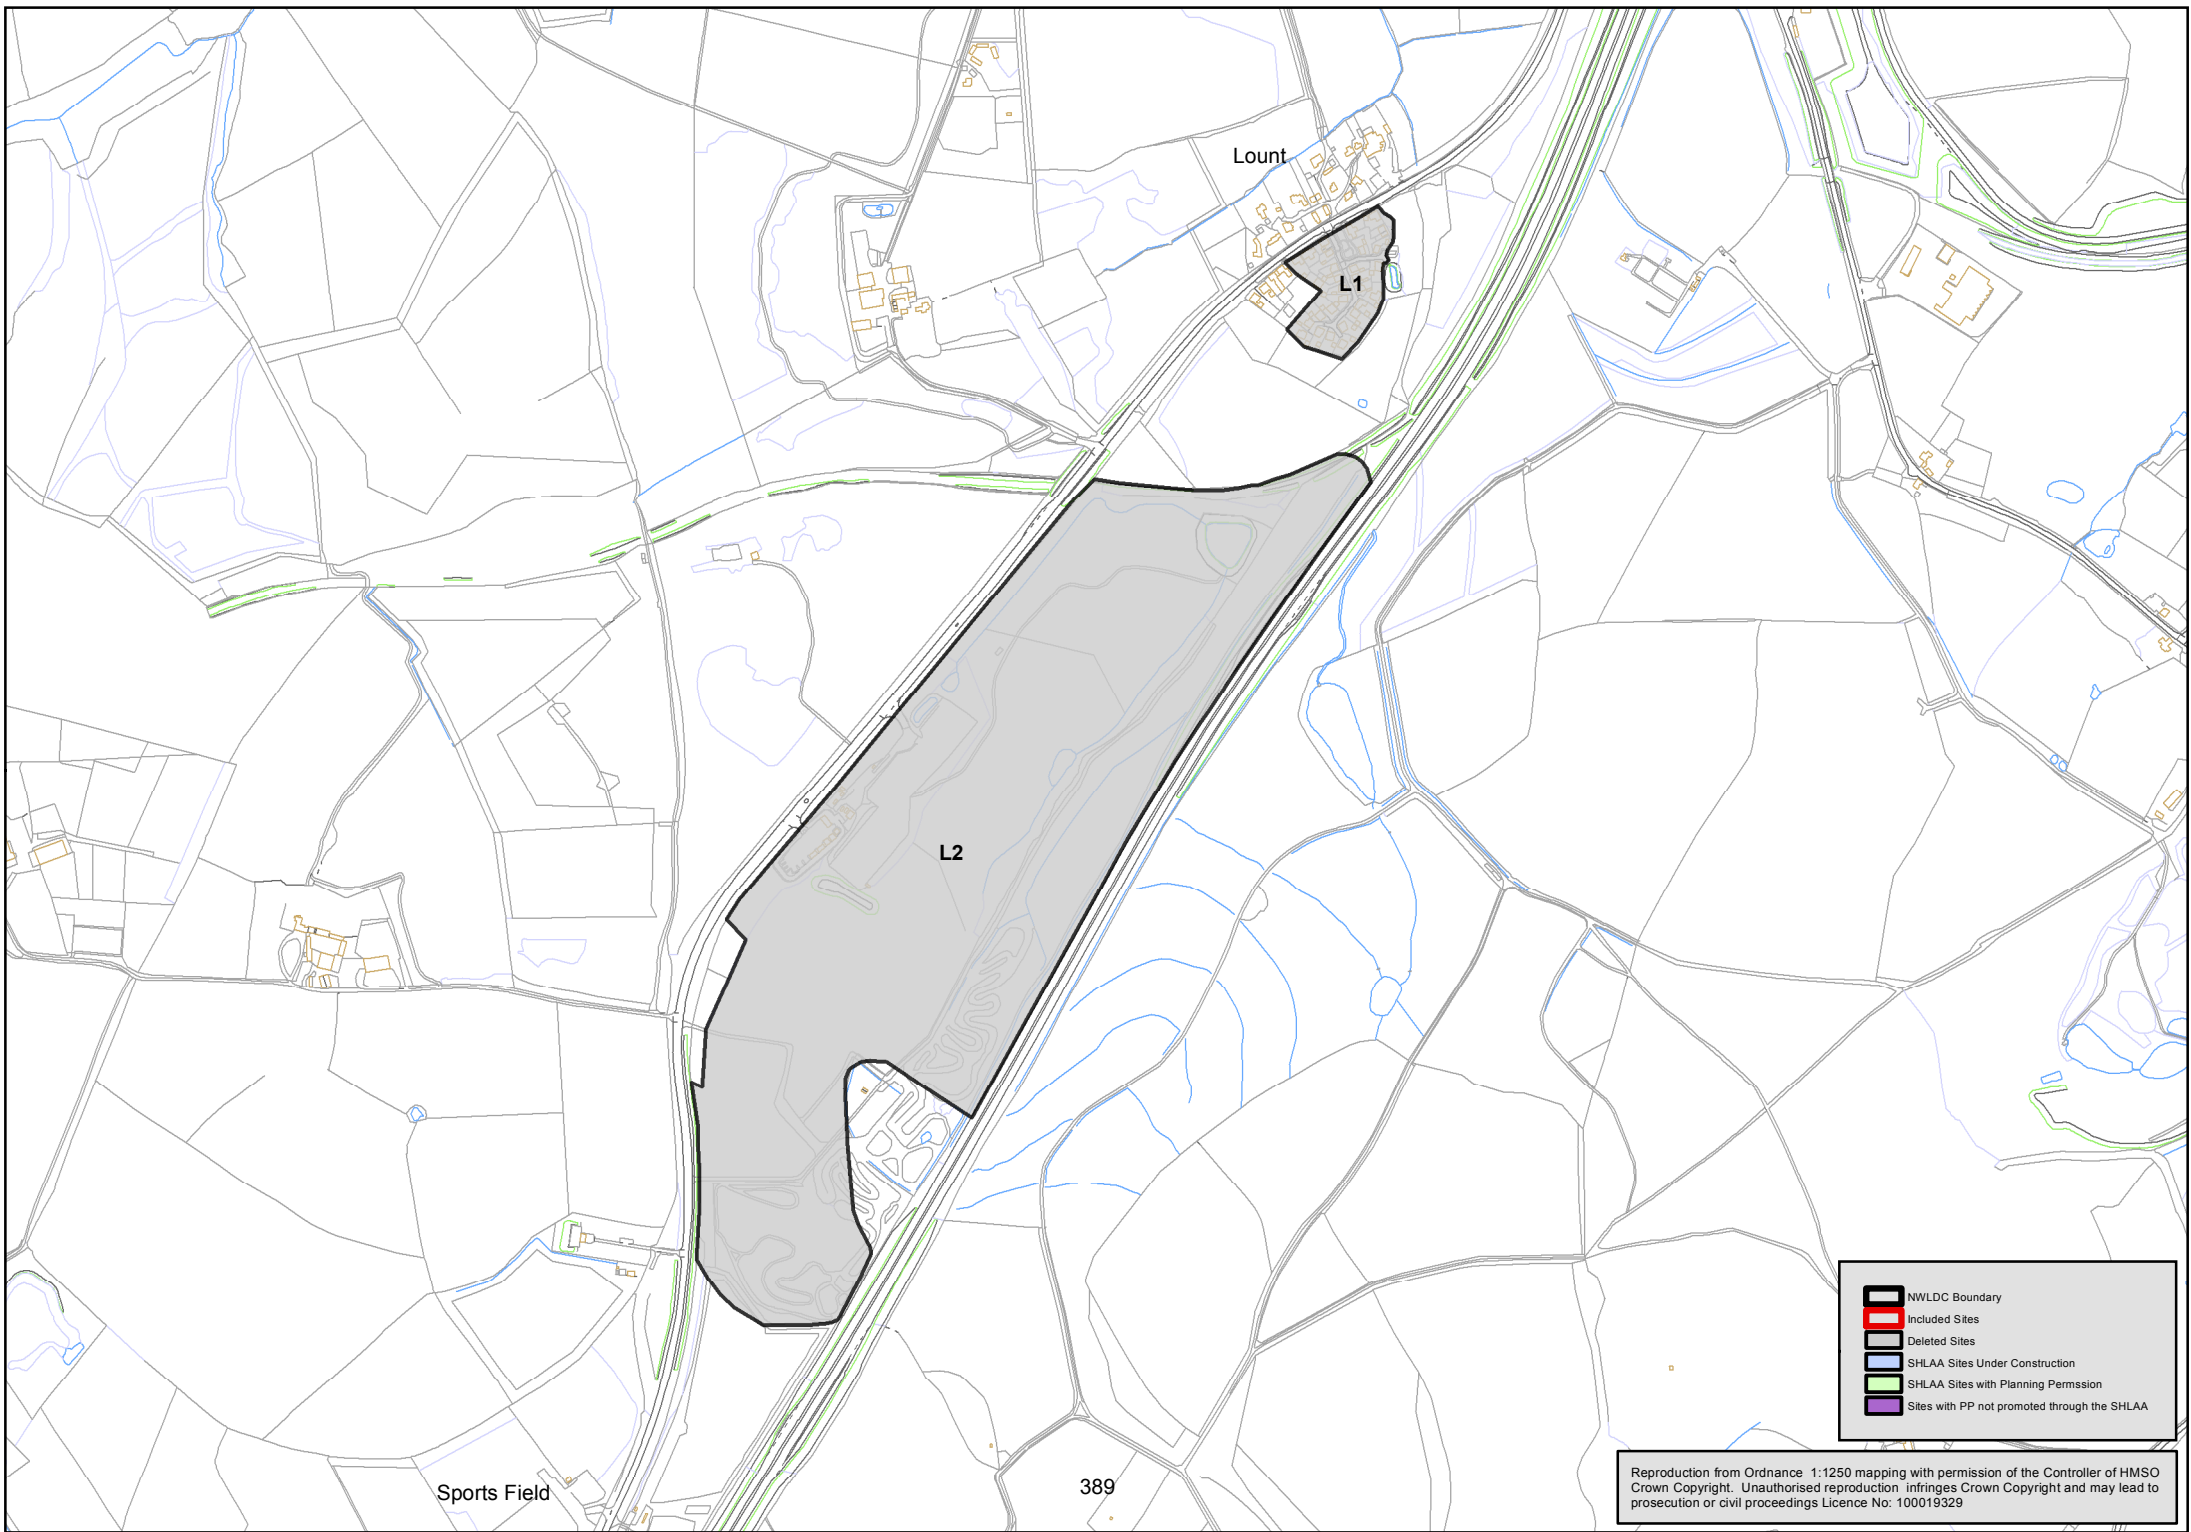 Lount
L1
L2
Sports Field
389
NWLDC Boundary
Included Sites
Deleted Sites
SHLAA Sites Under Construction
SHLAA Sites with Planning Permssion
Sites with PP not promoted through the SHLAA
Reproduction from Ordnance 1:1250 mapping with permission of the Controller of HMSO
Crown Copyright. Unauthorised reproduction infringes Crown Copyright and may lead to
prosecution or civil proceedings Licence No: 100019329